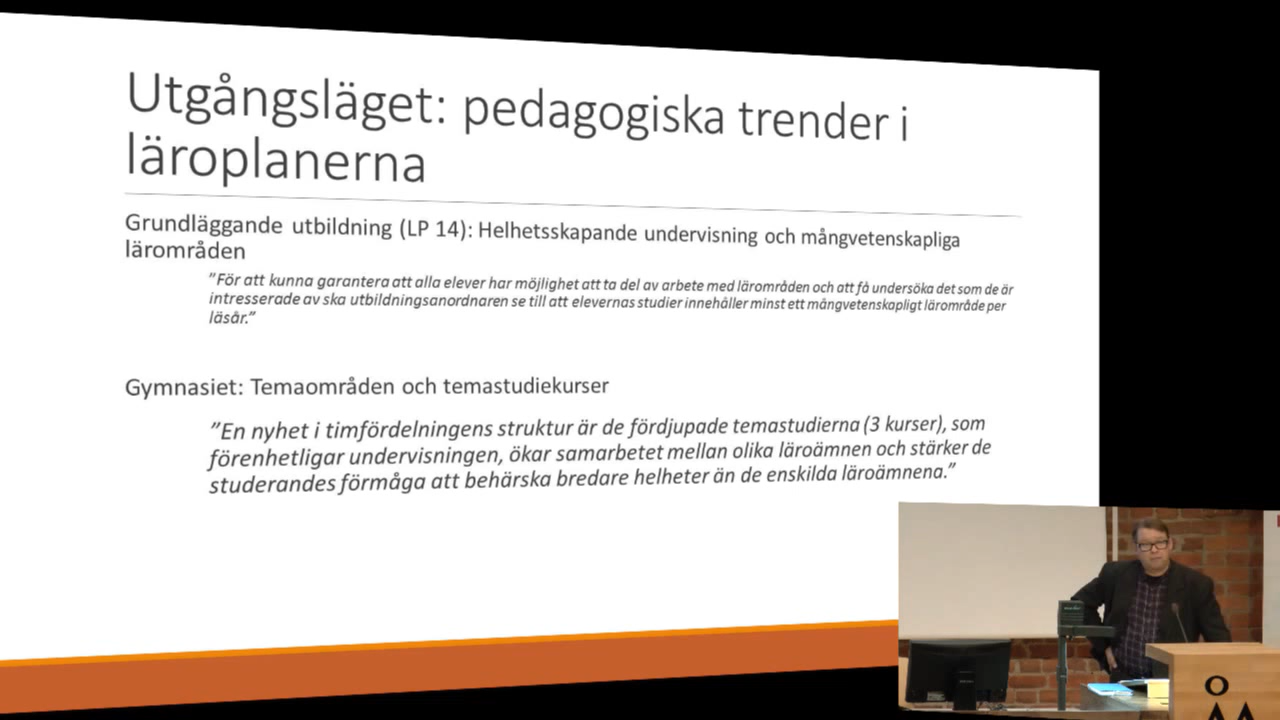 Utgångsläget: pedagogiska trender i
läroplanerna
Grundläggande utbildning (LP 14): Helhetsskapande undervisning och mångvetenskapliga
lärområden
”För att kunna garantera att alla elever har möjlighet att ta del av arbete med lärområden och att få undersöka det som de är
intresserade av ska utbildningsanordnaren se till att elevernas studier innehåller minst ett mångvetenskapligt lärområde per
läsår.”
Gymnasiet: Temaområden och temastudiekurser
”En nyhet i timfördelningens struktur är de fördjupade temastudierna (3 kurser), som
förenhetligar undervisningen, ökar samarbetet mellan olika läroämnen och stärker de
studerandes förmåga att behärska bredare helheter än de enskilda läroämnena.”